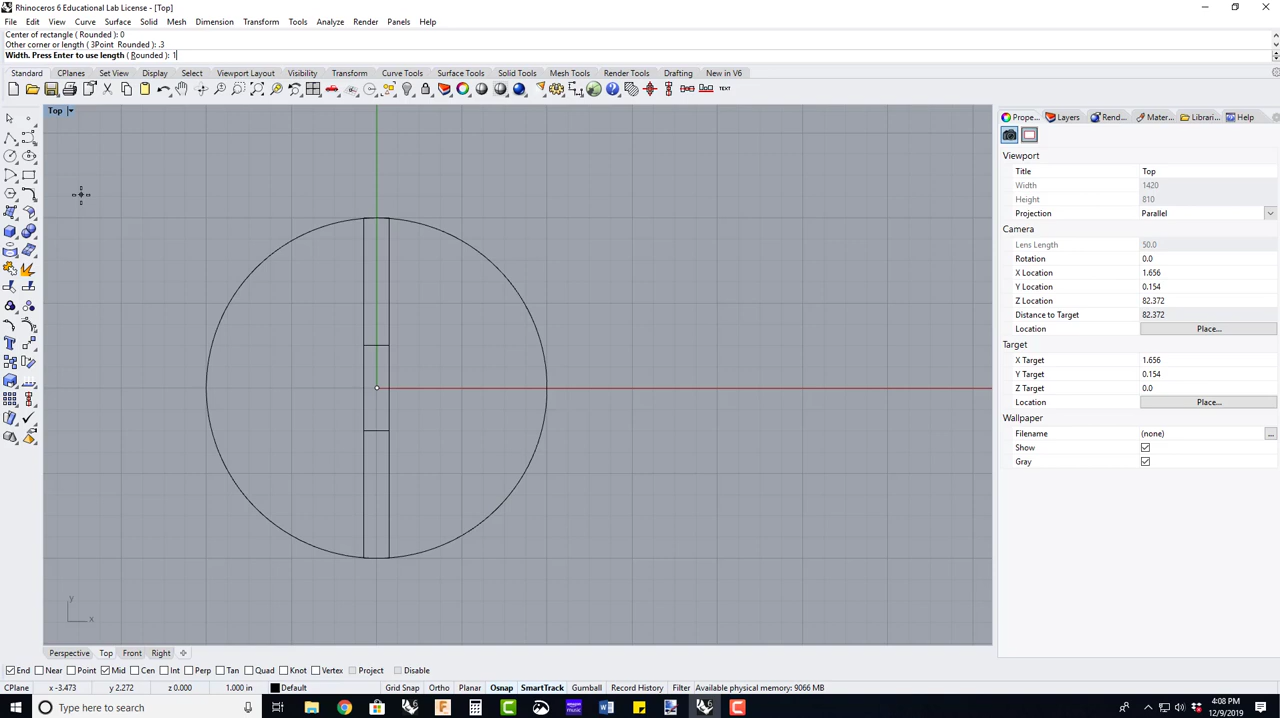 Rhinoceros 6 Educational Lab License - [Top]
File Edit View Curve Surface Solid Mesh Dimension Transform Tools Analyze Render Panels Help
Center of rectangle ( Rounded ): 0
Other corner or length ( 3Point Rounded ): .3
Width. Press Enter to use length ( Rounded ): 1
Standard CPlanes Set View Display Select Viewport Layout Visibility Transform Curve Tools Surface Tools Solid Tools Mesh Tools Render Tools Drafting New in V6
TEXT
Top
Prope... Layers Rend... Mater... Librari... Help
Viewport
Title Top
Width 1420
Height 810
Projection Parallel
Camera
Lens Length 50.0
Rotation 0.0
X Location 1.656
Y Location 0.154
Z Location 82.372
Distance to Target 82.372
Location Place...
Target
X Target 1.656
Y Target 0.154
Z Target 0.0
Location Place...
Wallpaper
Filename (none) ...
Show
Gray
y
x
Perspective Top Front Right
End Near Point Mid Cen Int Perp Tan Quad Knot Vertex Project Disable
CPlane x -3.473 y 2.272 z 0.000 1.000 in Default Grid Snap Ortho Planar Osnap SmartTrack Gumball Record History Filter Available physical memory: 9066 MB
Type here to search
4:08 PM
12/9/2019